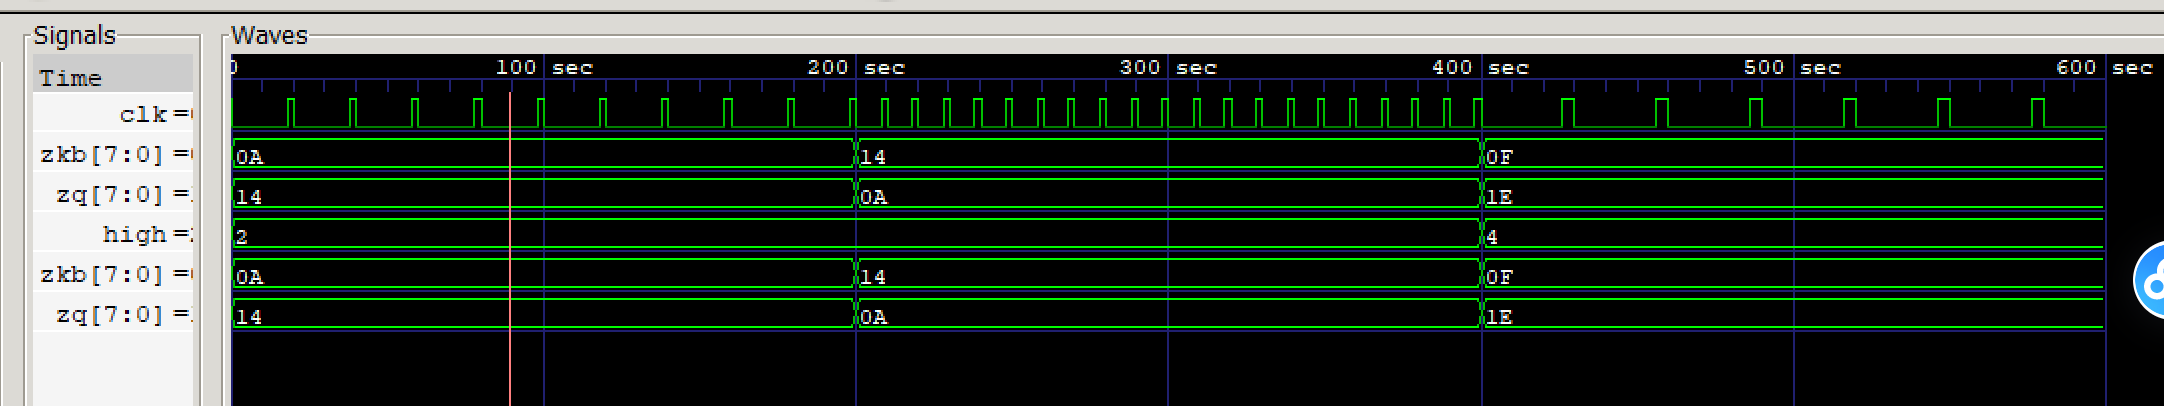 Signals
Waves
Time
0 100 sec 200 sec 300 sec 400 sec 500 sec 600 sec
clk =
zkb[7:0] = 0A 14 0F
zq[7:0] = 14 0A 1E
high = 2 4
zkb[7:0] = 0A 14 0F
zq[7:0] = 14 0A 1E